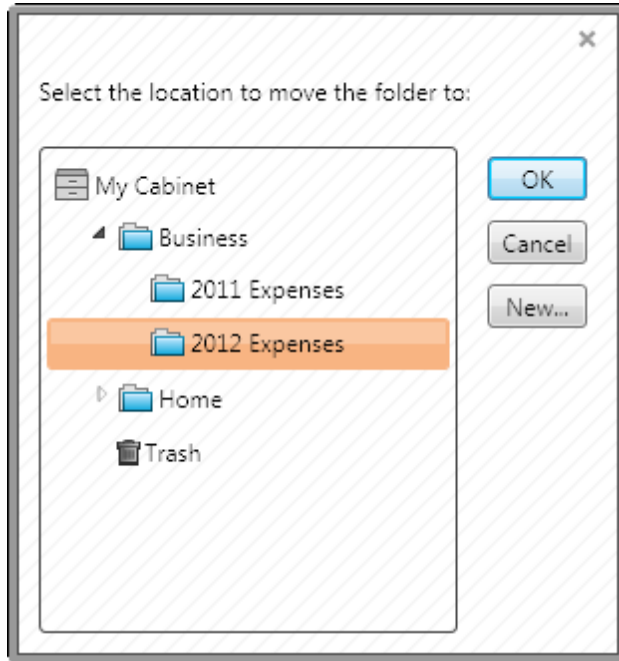 Select the location to move the folder to:
My Cabinet
Business
2011 Expenses
2012 Expenses
Home
Trash
OK
Cancel
New...